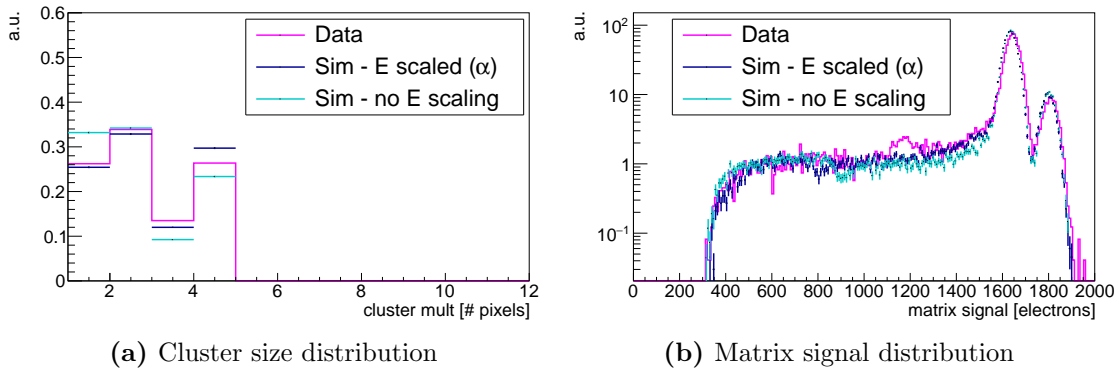 a.u.
0.6
0.5
0.4
0.3
0.2
0.1
0
2 4 6 8 10 12
cluster mult [# pixels]
Data
Sim - E scaled (α)
Sim - no E scaling
(a) Cluster size distribution
a.u.
10²
10
1
10⁻¹
0 200 400 600 800 1000 1200 1400 1600 1800 2000
matrix signal [electrons]
Data
Sim - E scaled (α)
Sim - no E scaling
(b) Matrix signal distribution